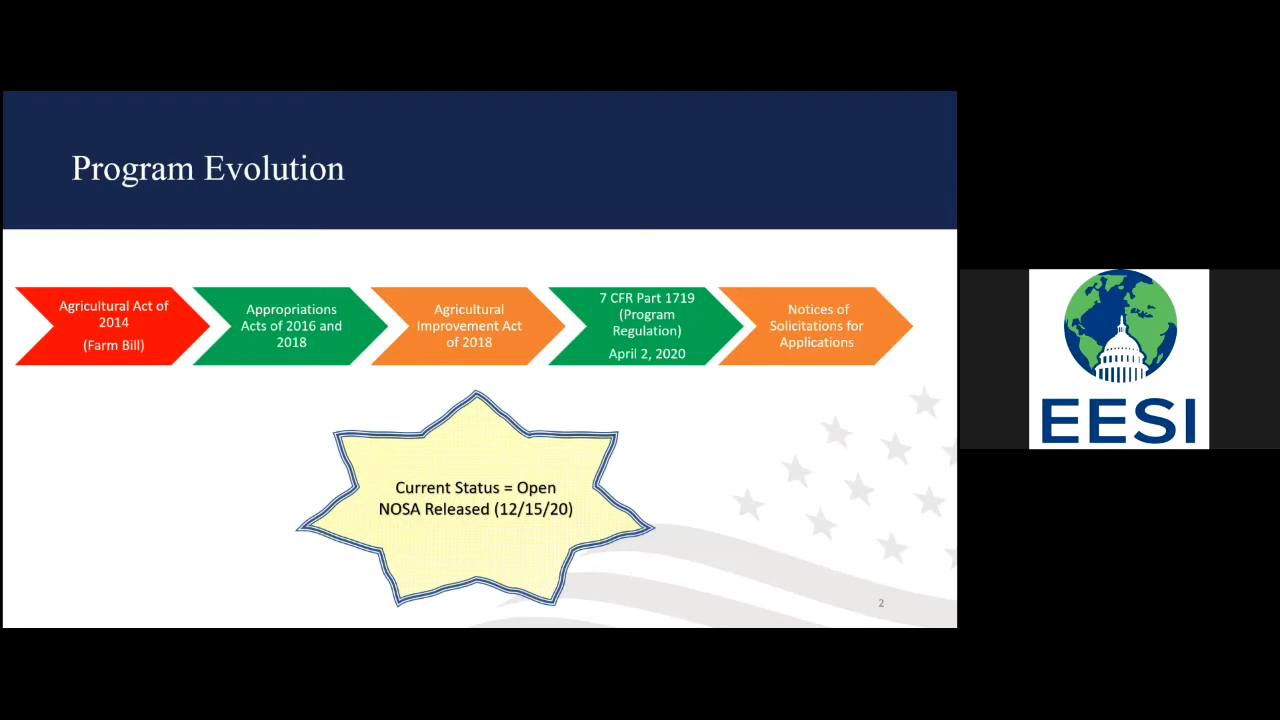 Program Evolution
Agricultural Act of
2014
(Farm Bill)
Appropriations
Acts of 2016 and
2018
Agricultural
Improvement Act
of 2018
7 CFR Part 1719
(Program
Regulation)
April 2, 2020
Notices of
Solicitations for
Applications
Current Status = Open
NOSA Released (12/15/20)
2
EESI